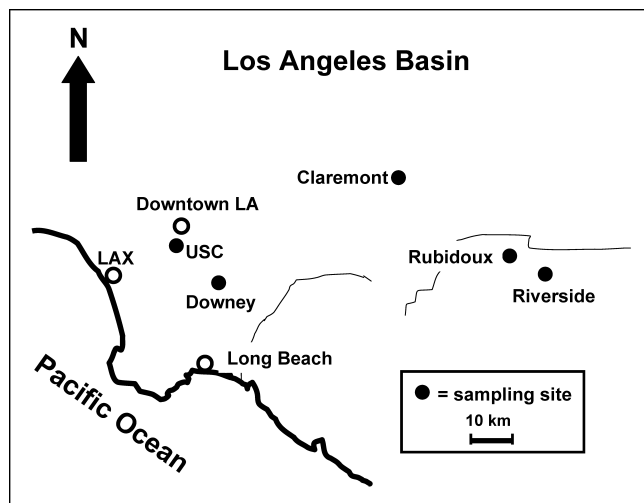 N
Los Angeles Basin
Claremont
Downtown LA
USC
LAX
Rubidoux
Downey
Riverside
Long Beach
Pacific Ocean
= sampling site
10 km